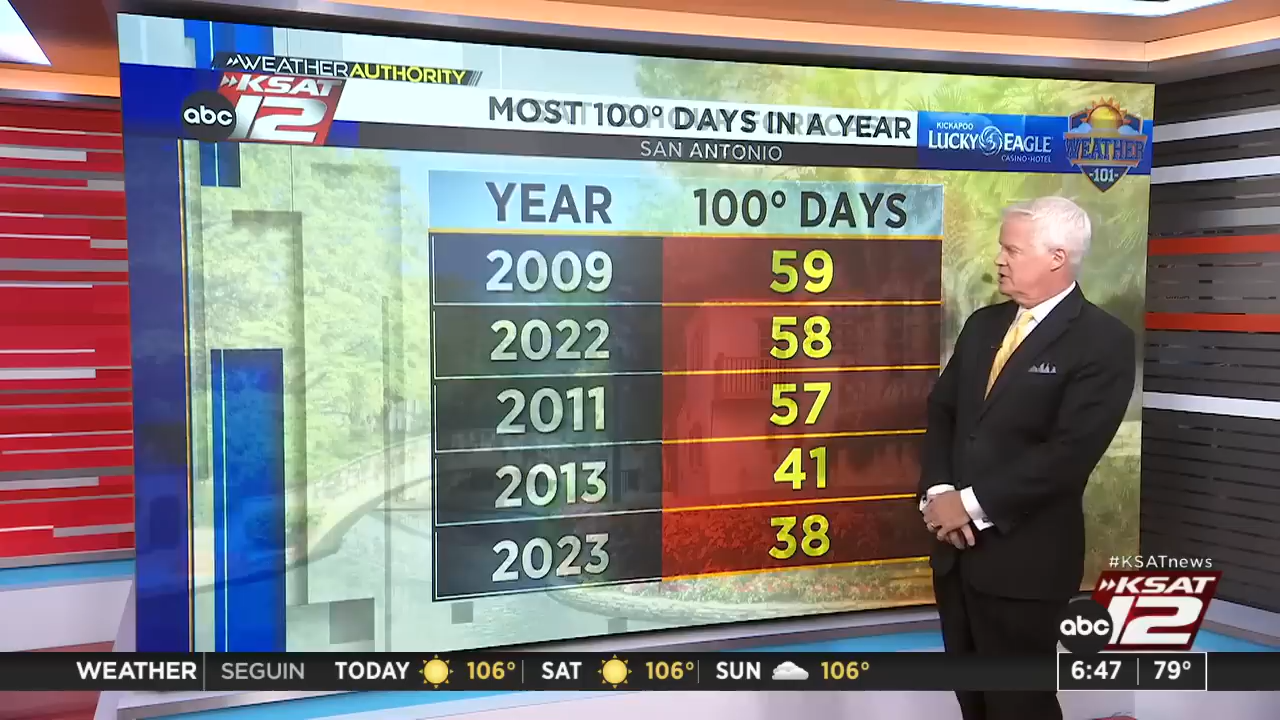 WEATHERAUTHORITY
KSAT
abc 12
MOST 100° DAYS IN A YEAR
SAN ANTONIO
KICKAPOO
LUCKY EAGLE
CASINO•HOTEL
WEATHER
-101-
YEAR 100° DAYS
2009 59
2022 58
2011 57
2013 41
2023 38
#KSATnews
KSAT
abc 12
WEATHER SEGUIN TODAY 106° SAT 106° SUN 106° 6:47 79°